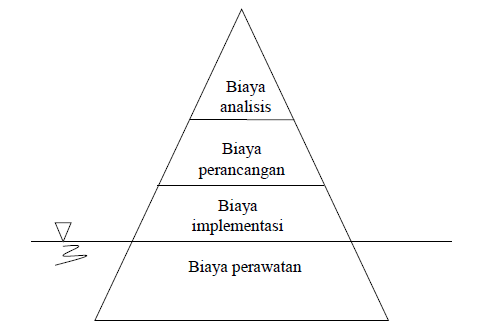 Biaya
analisis
Biaya
perancangan
Biaya
implementasi
Biaya perawatan